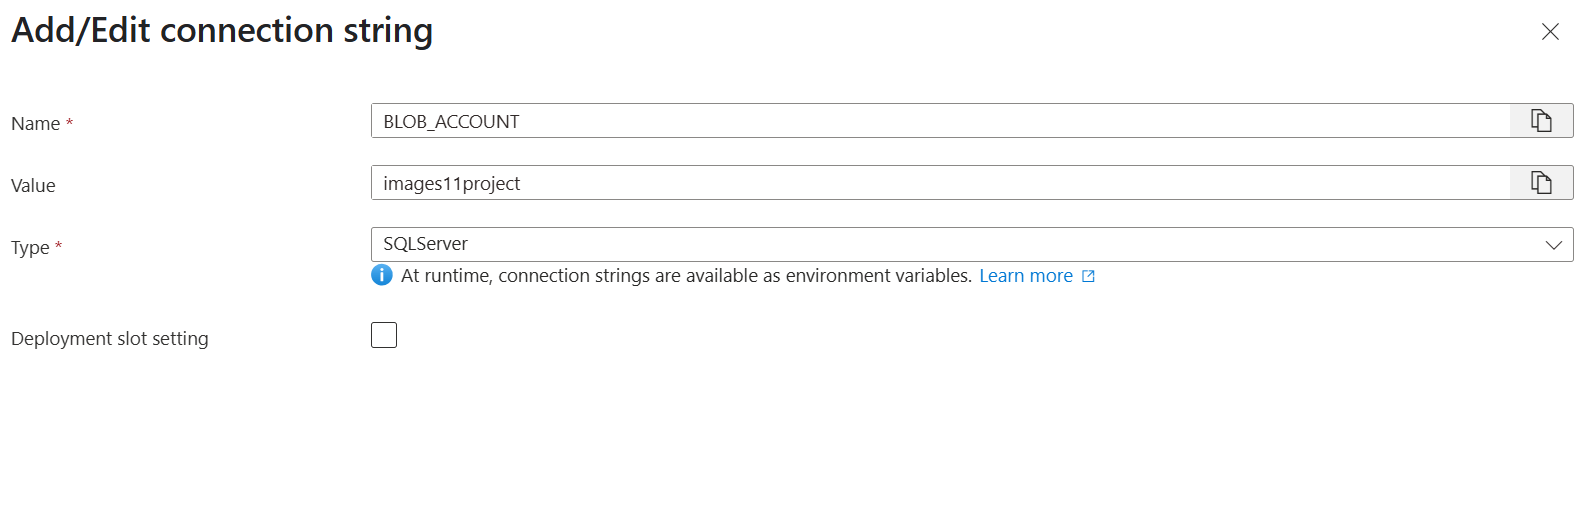 Add/Edit connection string
Name *
BLOB_ACCOUNT
Value
images11project
Type *
SQLServer
At runtime, connection strings are available as environment variables. Learn more
Deployment slot setting